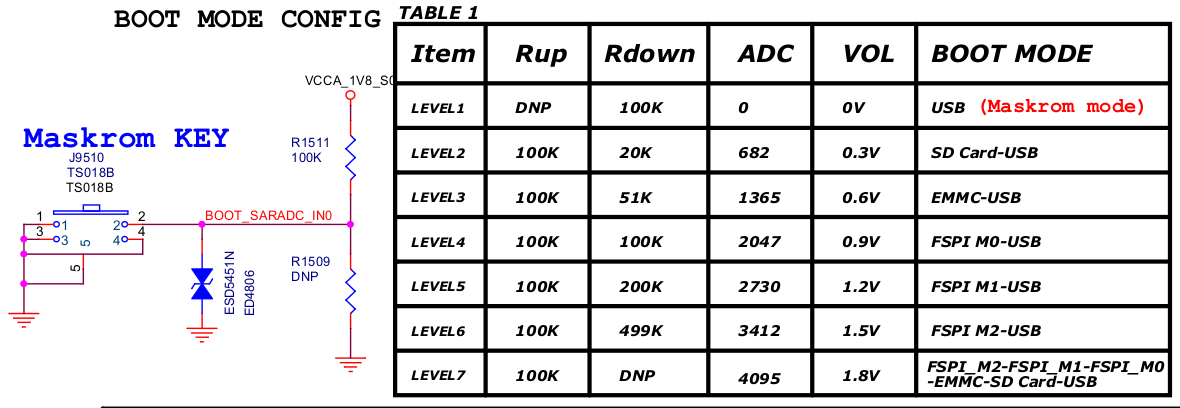 BOOT MODE CONFIG
TABLE 1
Item Rup Rdown ADC VOL BOOT MODE
LEVEL1 DNP 100K 0 0V USB (Maskrom mode)
LEVEL2 100K 20K 682 0.3V SD Card-USB
LEVEL3 100K 51K 1365 0.6V EMMC-USB
LEVEL4 100K 100K 2047 0.9V FSPI M0-USB
LEVEL5 100K 200K 2730 1.2V FSPI M1-USB
LEVEL6 100K 499K 3412 1.5V FSPI M2-USB
LEVEL7 100K DNP 4095 1.8V FSPI_M2-FSPI_M1-FSPI_M0
-EMMC-SD Card-USB
VCCA_1V8_S0
R1511
100K
Maskrom KEY
J9510
TS018B
TS018B
1 1 2 2
3 3 5 4 4
5
BOOT_SARADC_IN0
ESD5451N
ED4806
R1509
DNP